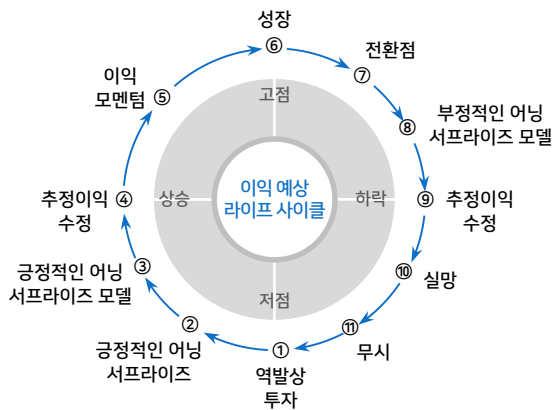 성장
⑥
전환점
⑦
이익
모멘텀
⑤
고점
부정적인 어닝
서프라이즈 모델
⑧
이익 예상
라이프 사이클
상승
하락
추정이익
수정
④
⑨
추정이익
수정
긍정적인 어닝
서프라이즈 모델
③
⑩
실망
저점
②
긍정적인 어닝
서프라이즈
⑪
무시
①
역발상
투자